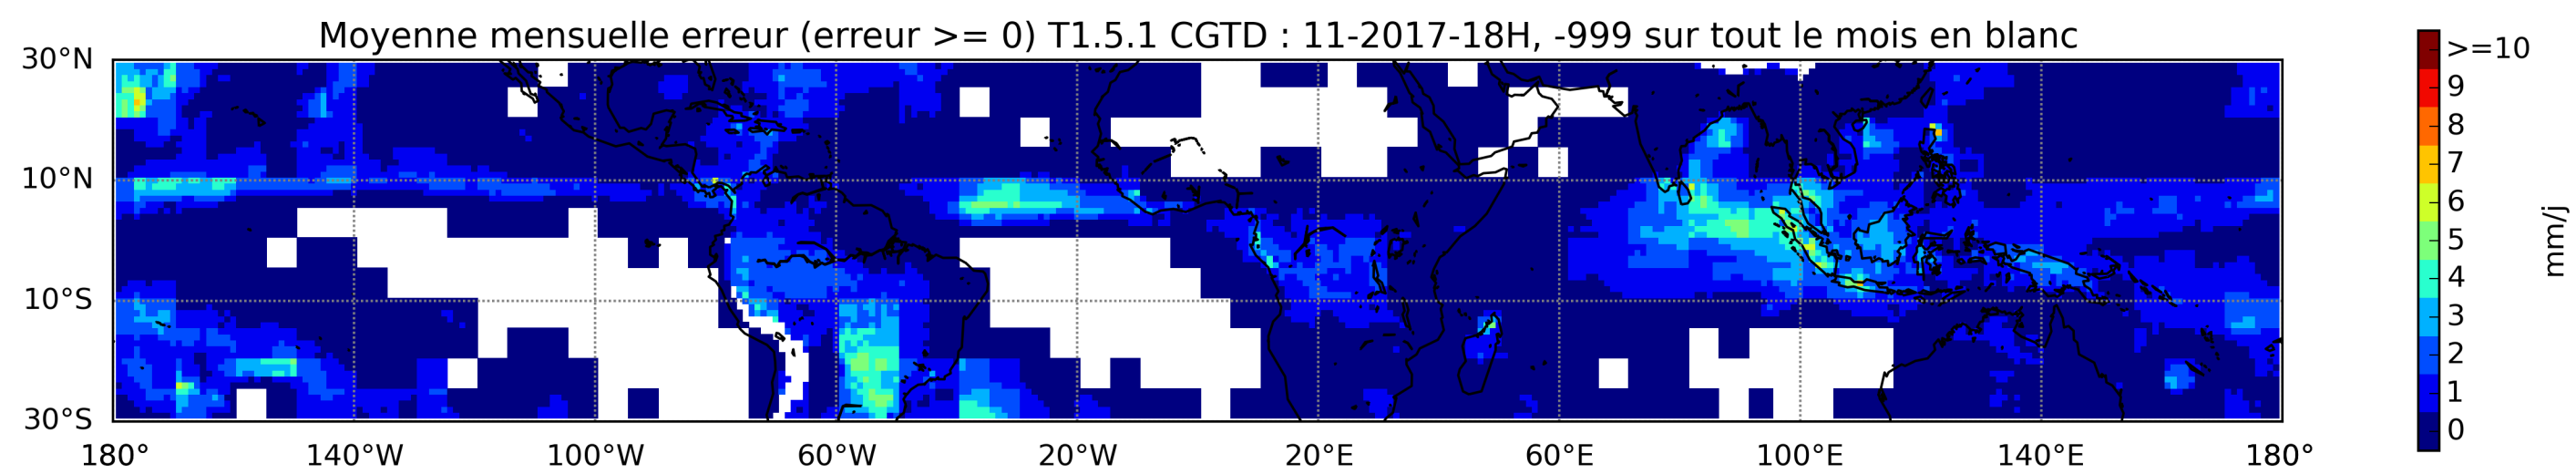 Moyenne mensuelle erreur (erreur >= 0) T1.5.1 CGTD : 11-2017-18H, -999 sur tout le mois en blanc
30°N
10°N
10°S
30°S
180° 140°W 100°W 60°W 20°W 20°E 60°E 100°E 140°E 180°
>=10
9
8
7
6
5
4
3
2
1
0
mm/j